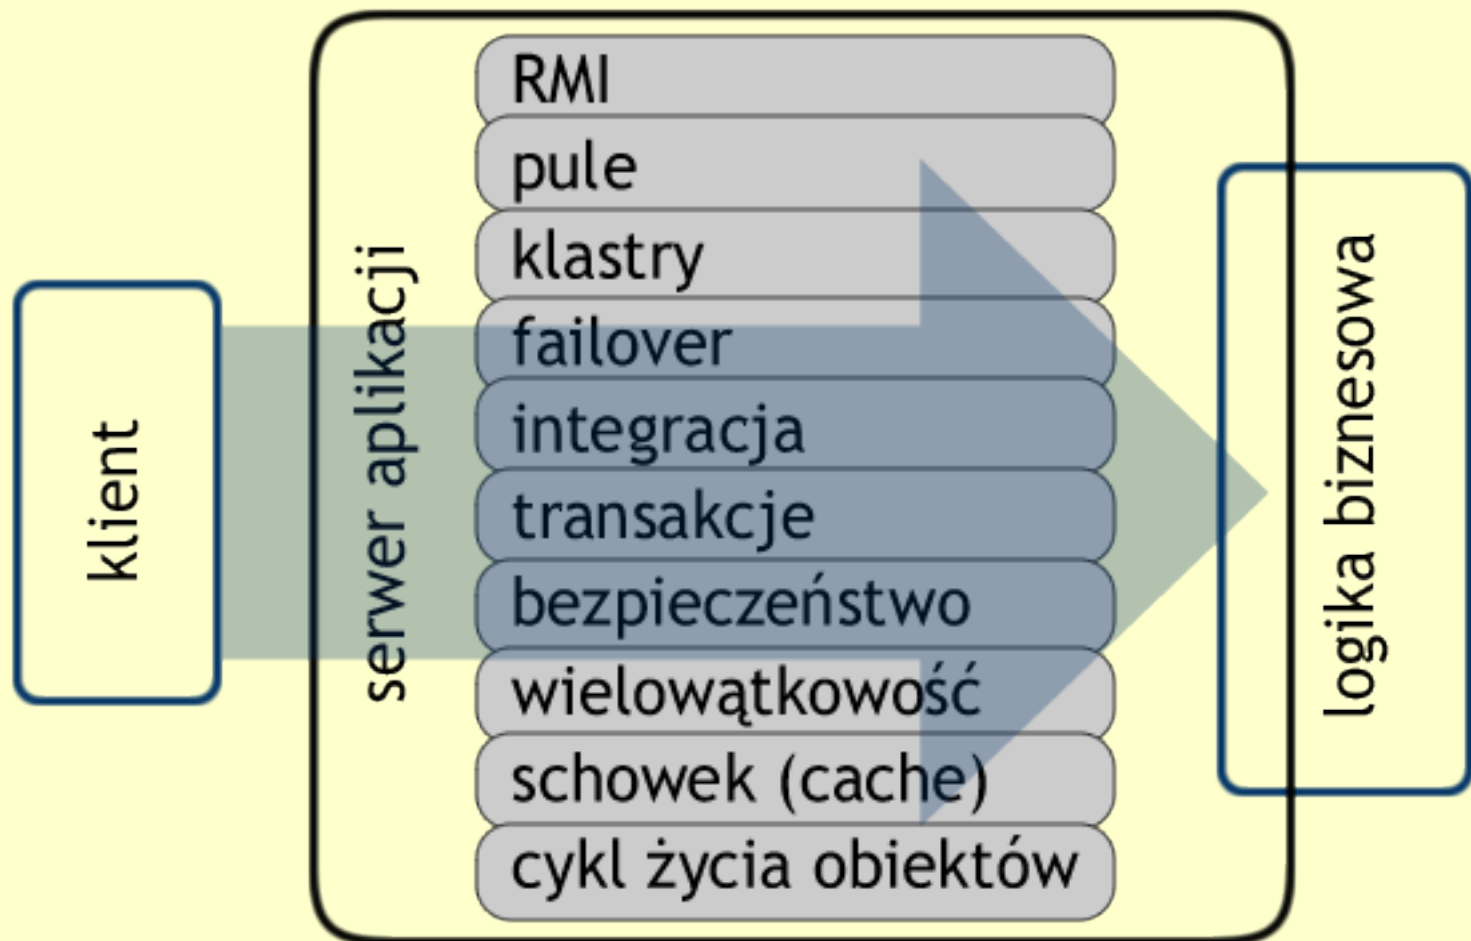 klient
serwer aplikacji
RMI
pule
klastry
failover
integracja
transakcje
bezpieczeństwo
wielowątkowość
schowek (cache)
cykl życia obiektów
logika biznesowa